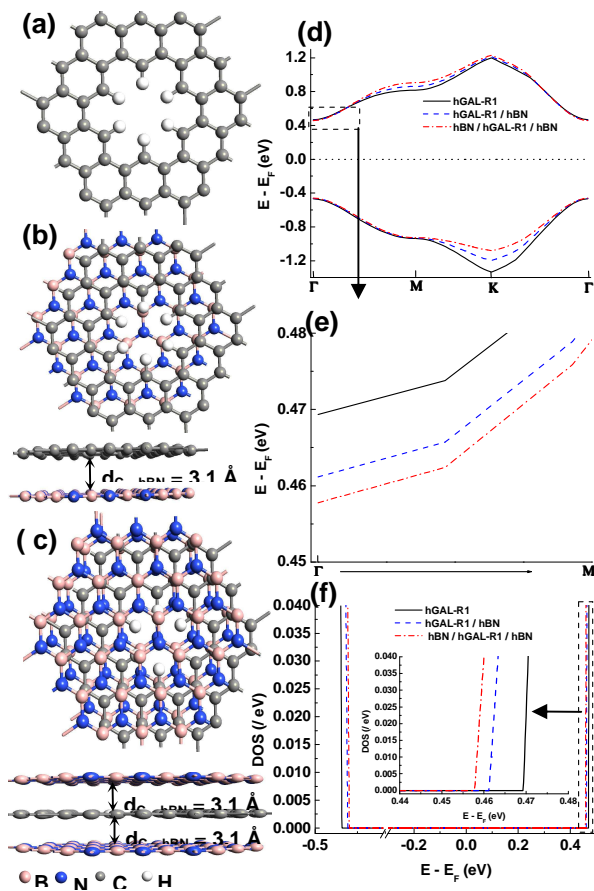 (a)
(b)
d_C - hBN = 3.1 Å
( c)
d_C - hBN = 3.1 Å
d_C - hBN = 3.1 Å
B N C H
(d)
1.2
0.8
0.4
0.0
-0.4
-0.8
-1.2
E - E_F (eV)
hGAL-R1
hGAL-R1 / hBN
hBN / hGAL-R1 / hBN
Γ M K Γ
(e)
0.48
0.47
0.46
0.45
E - E_F (eV)
Γ M
(f)
0.040
0.035
0.030
0.025
0.020
0.015
0.010
0.005
0.000
DOS (/ eV)
hGAL-R1
hGAL-R1 / hBN
hBN / hGAL-R1 / hBN
0.040
0.035
0.030
0.025
0.020
0.015
0.010
0.005
0.000
DOS (/ eV)
0.44 0.45 0.46 0.47 0.48
E - E_F (eV)
-0.5 0.0 0.2 0.4
E - E_F (eV)